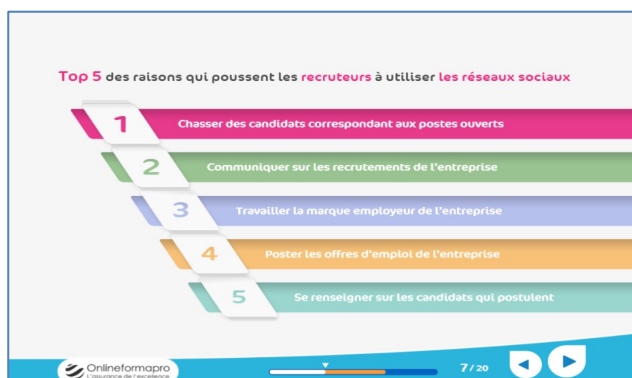 Top 5 des raisons qui poussent les recruteurs à utiliser les réseaux sociaux
1 Chasser des candidats correspondant aux postes ouverts
2 Communiquer sur les recrutements de l'entreprise
3 Travailler la marque employeur de l'entreprise
4 Poster les offres d'emploi de l'entreprise
5 Se renseigner sur les candidats qui postulent
Onlineformapro
L'assurance de l'excellence
7/20